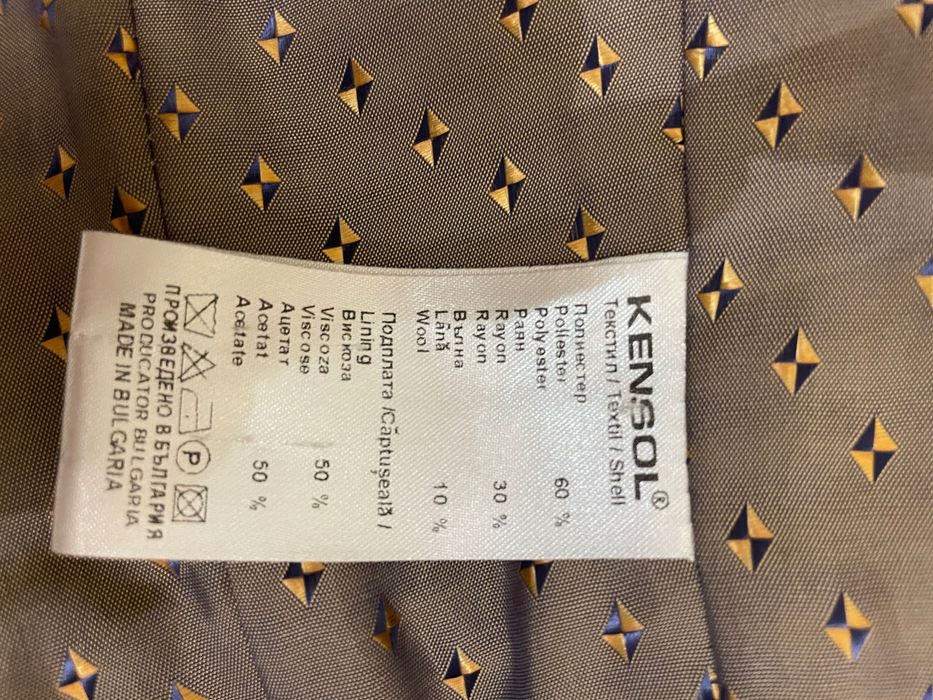 KENSOL®
Текстил / Textil / Shell
Полиестер
Poliester 60 %
Polyester
Раян
Rayon 30 %
Rayon
Вълна
Lână 10 %
Wool
Подплата /Căptușeală /
Lining
Вискоза
Viscoza 50 %
Viscose
Ацетат
Acetat 50 %
Acetate
P
ПРОИЗВЕДЕНО В БЪЛГАРИЯ
PRODUCATOR BULGARIA
MADE IN BULGARIA